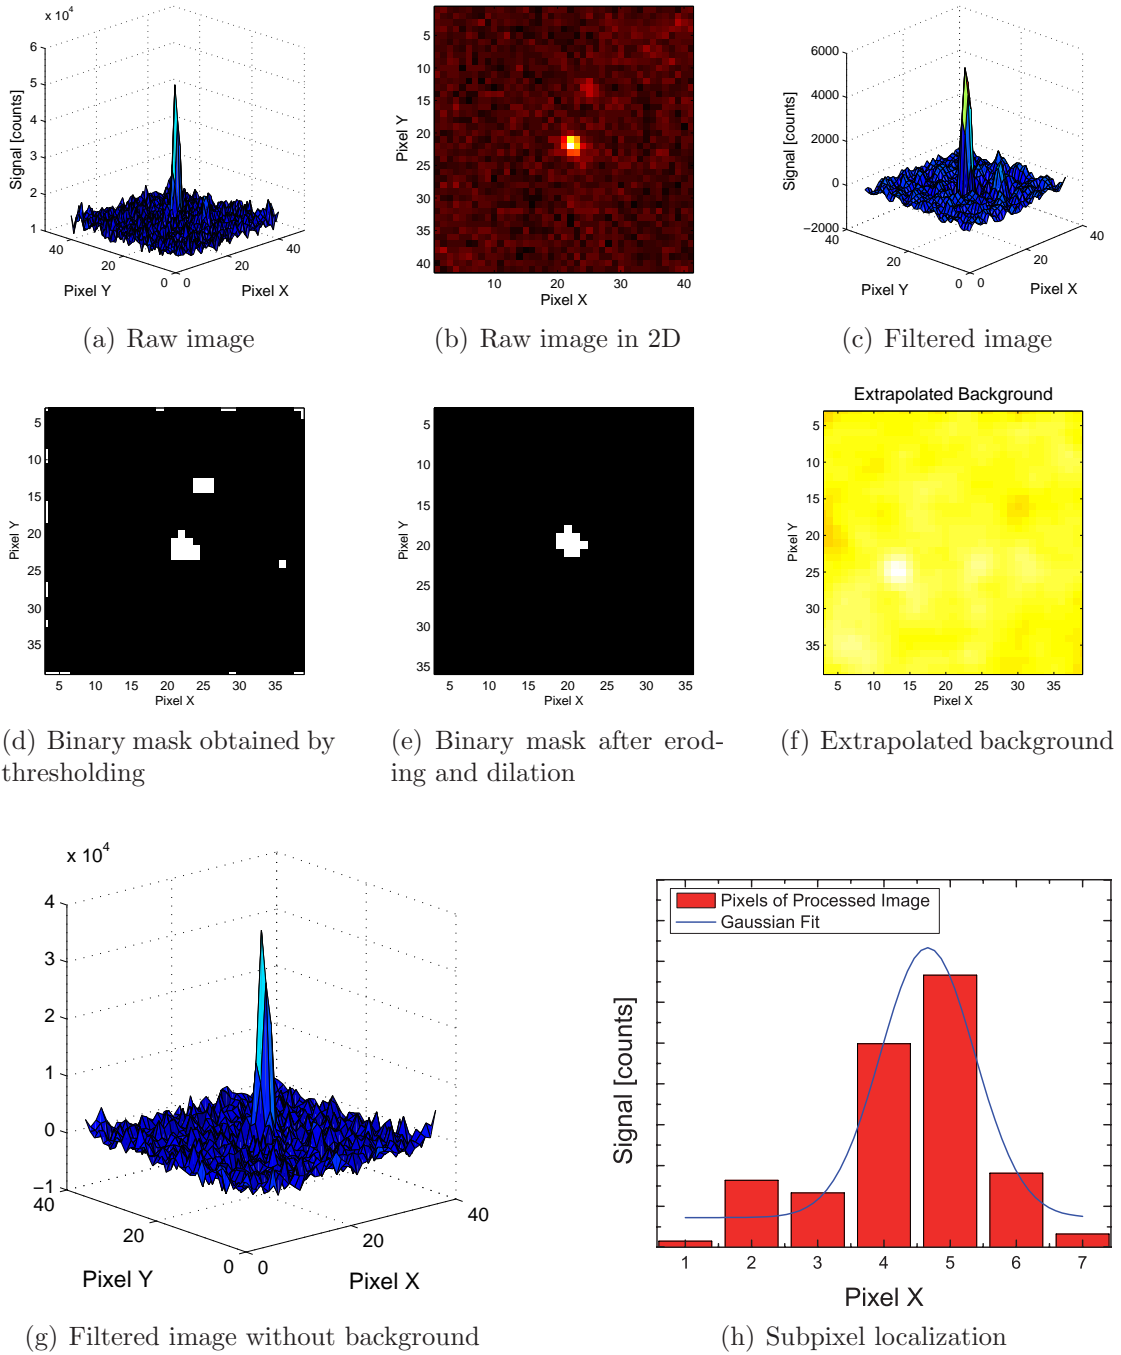 x 10^4
6
5
4
3
2
1
Signal [counts]
40
20
0
0
20
40
Pixel Y
Pixel X
(a) Raw image
5
10
15
20
25
30
35
40
Pixel Y
10
20
30
40
Pixel X
(b) Raw image in 2D
6000
4000
2000
0
−2000
Signal [counts]
40
20
0
0
20
40
Pixel Y
Pixel X
(c) Filtered image
5
10
15
20
25
30
35
Pixel Y
5 10 15 20 25 30 35
Pixel X
(d) Binary mask obtained by
thresholding
5
10
15
20
25
30
35
Pixel Y
5 10 15 20 25 30 35
Pixel X
(e) Binary mask after erod-
ing and dilation
Extrapolated Background
5
10
15
20
25
30
35
Pixel Y
5 10 15 20 25 30 35
Pixel X
(f) Extrapolated background
x 10^4
4
3
2
1
0
−1
40
20
0
0
20
40
Pixel Y
Pixel X
(g) Filtered image without background
Pixels of Processed Image
Gaussian Fit
Signal [counts]
1 2 3 4 5 6 7
Pixel X
(h) Subpixel localization